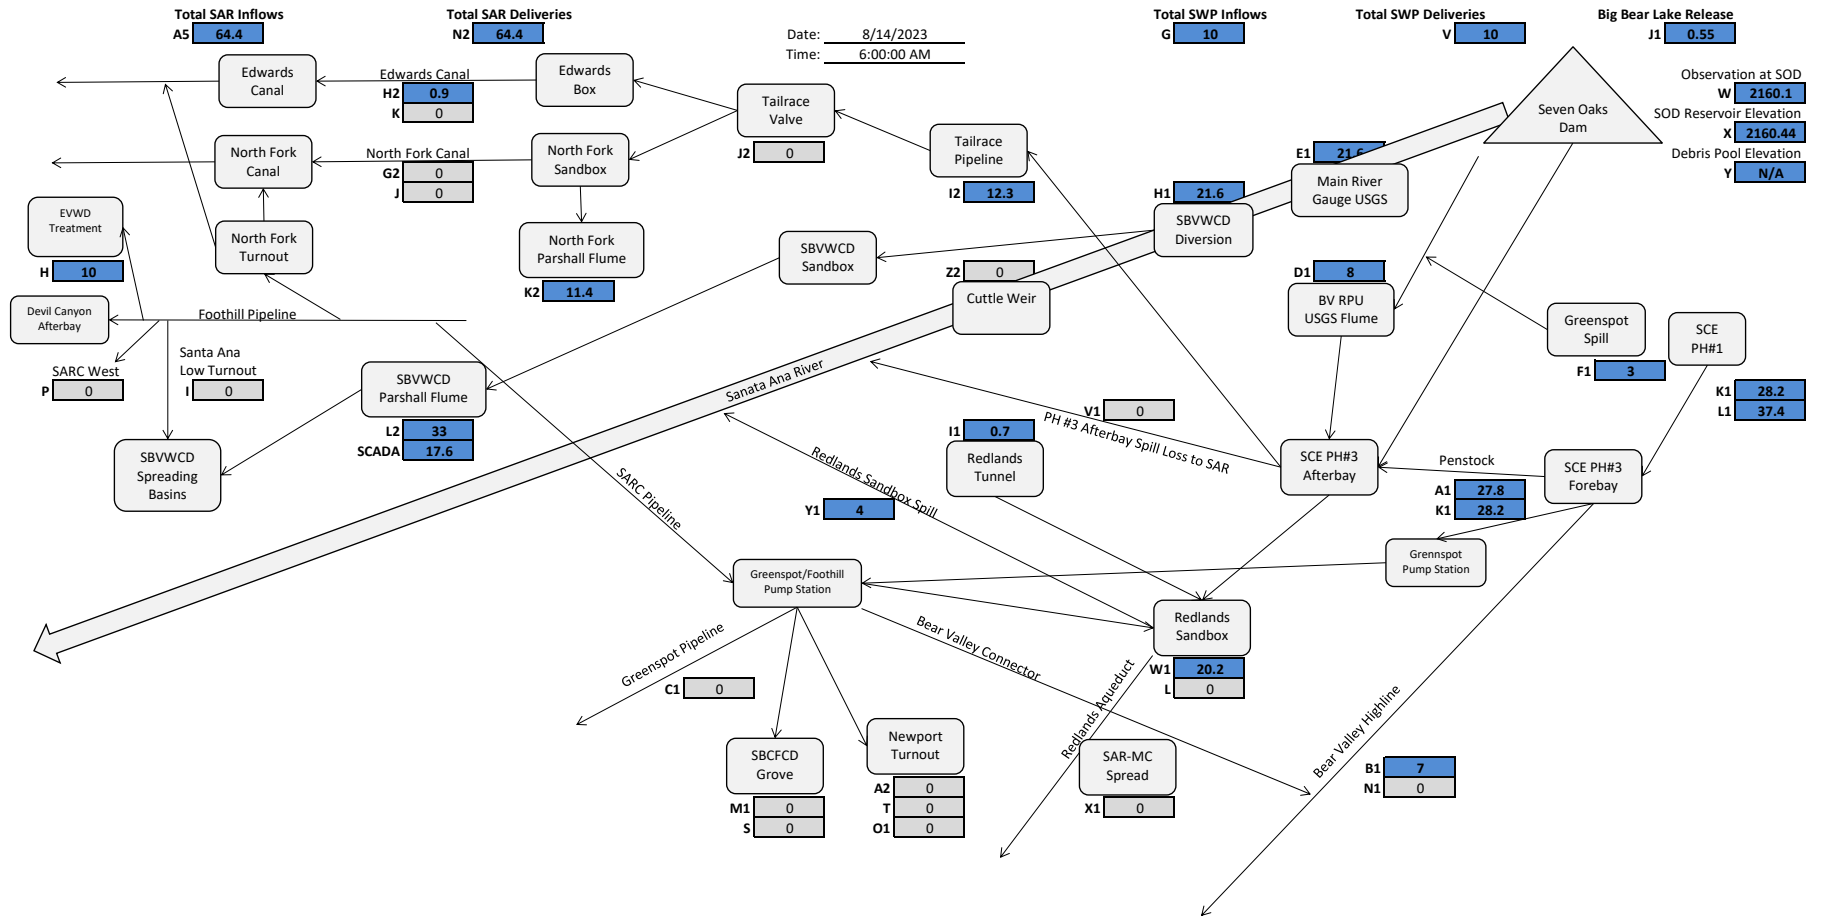 Total SAR Inflows
A5 64.4
Total SAR Deliveries
N2 64.4
Date: 8/14/2023
Time: 6:00:00 AM
Total SWP Inflows
G 10
Total SWP Deliveries
V 10
Big Bear Lake Release
J1 0.55
Observation at SOD
W 2160.1
SOD Reservoir Elevation
X 2160.44
Debris Pool Elevation
Y N/A
Edwards
Canal
Edwards Canal
H2 0.9
K 0
Edwards
Box
Tailrace
Valve
J2 0
Tailrace
Pipeline
I2 12.3
Seven Oaks
Dam
E1 21.6
Main River
Gauge USGS
H1 21.6
SBVWCD
Diversion
North Fork
Canal
North Fork Canal
G2 0
J 0
North Fork
Sandbox
EVWD
Treatment
H 10
North Fork
Turnout
North Fork
Parshall Flume
K2 11.4
SBVWCD
Sandbox
Z2 0
Cuttle Weir
D1 8
BV RPU
USGS Flume
Greenspot
Spill
F1 3
SCE
PH#1
K1 28.2
L1 37.4
Devil Canyon
Afterbay
Foothill Pipeline
SARC West
P 0
Santa Ana
Low Turnout
I 0
SBVWCD
Parshall Flume
L2 33
SCADA 17.6
SBVWCD
Spreading
Basins
Sanata Ana River
V1 0
PH #3 Afterbay Spill Loss to SAR
I1 0.7
Redlands
Tunnel
SCE PH#3
Afterbay
Penstock
A1 27.8
K1 28.2
SCE PH#3
Forebay
Redlands Sandbox Spill
Y1 4
SARC Pipeline
Greenspot/Foothill
Pump Station
Grennspot
Pump Station
Redlands
Sandbox
W1 20.2
L 0
Greenspot Pipeline
C1 0
Bear Valley Connector
Redlands Aqueduct
Bear Valley Highline
SBCFCD
Grove
M1 0
S 0
Newport
Turnout
A2 0
T 0
O1 0
SAR-MC
Spread
X1 0
B1 7
N1 0